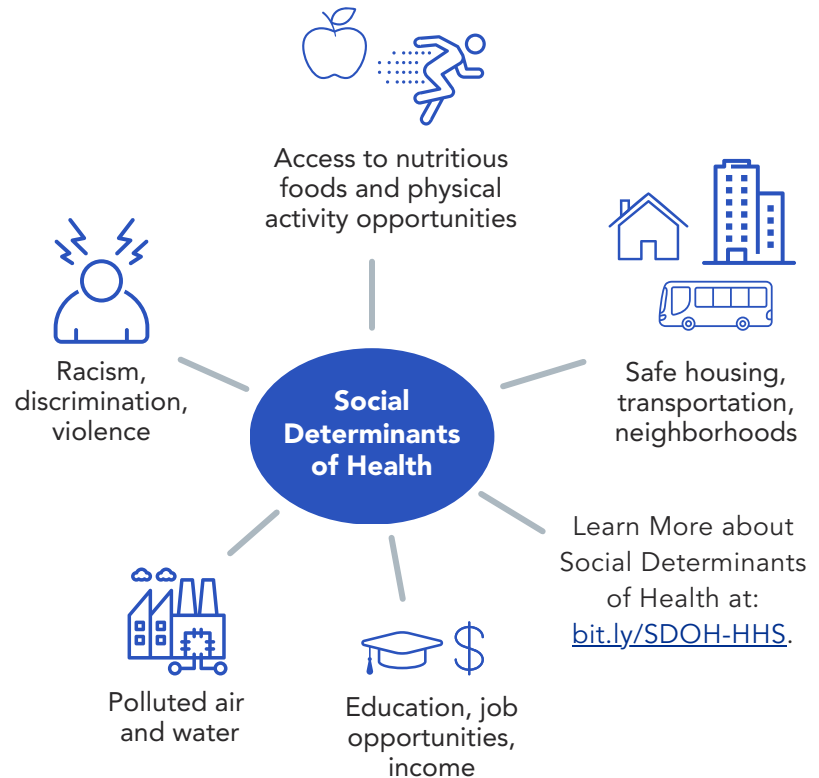 Access to nutritious
foods and physical
activity opportunities
Racism,
discrimination,
violence
Social
Determinants
of Health
Safe housing,
transportation,
neighborhoods
Learn More about
Social Determinants
of Health at:
bit.ly/SDOH-HHS.
Polluted air
and water
Education, job
opportunities,
income
$